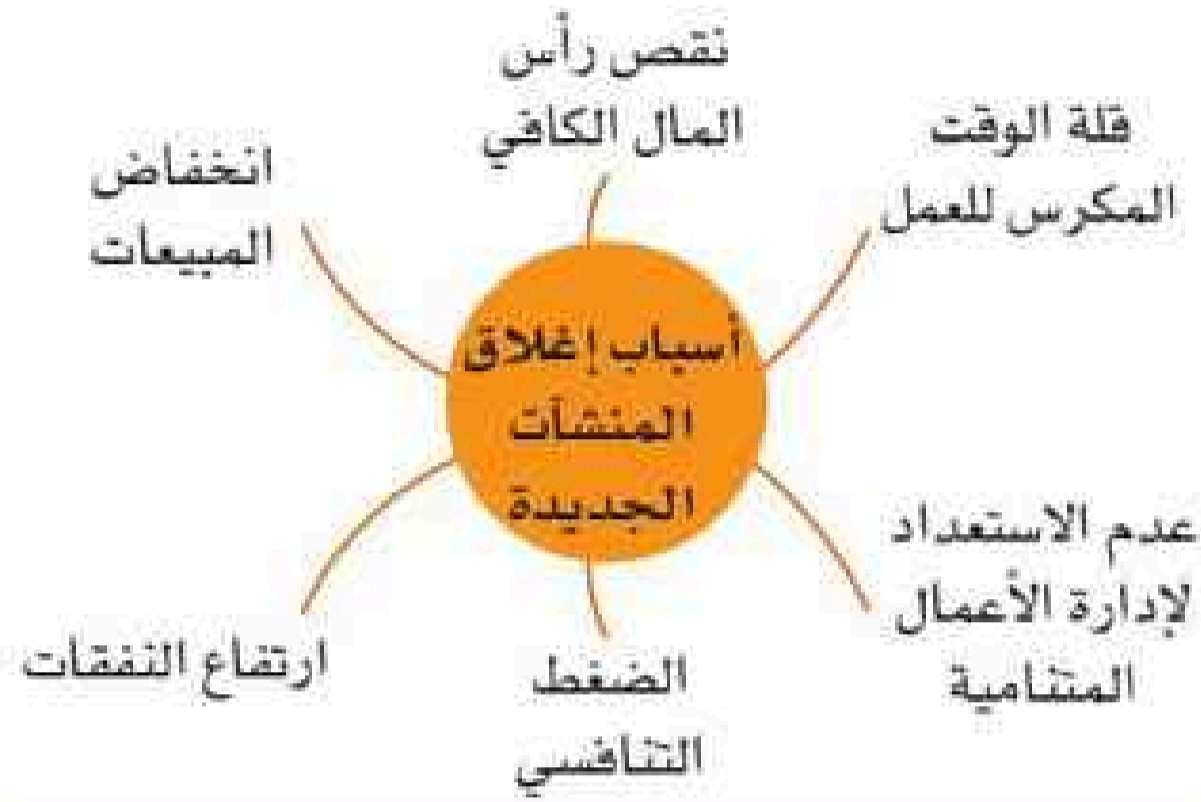 نقص رأس
المال الكافي
قلة الوقت
المكرس للعمل
انخفاض
المبيعات
أسباب إغلاق
المنشآت
الجديدة
عدم الاستعداد
لإدارة الأعمال
المتنامية
ارتفاع النفقات
الضغط
التنافسي